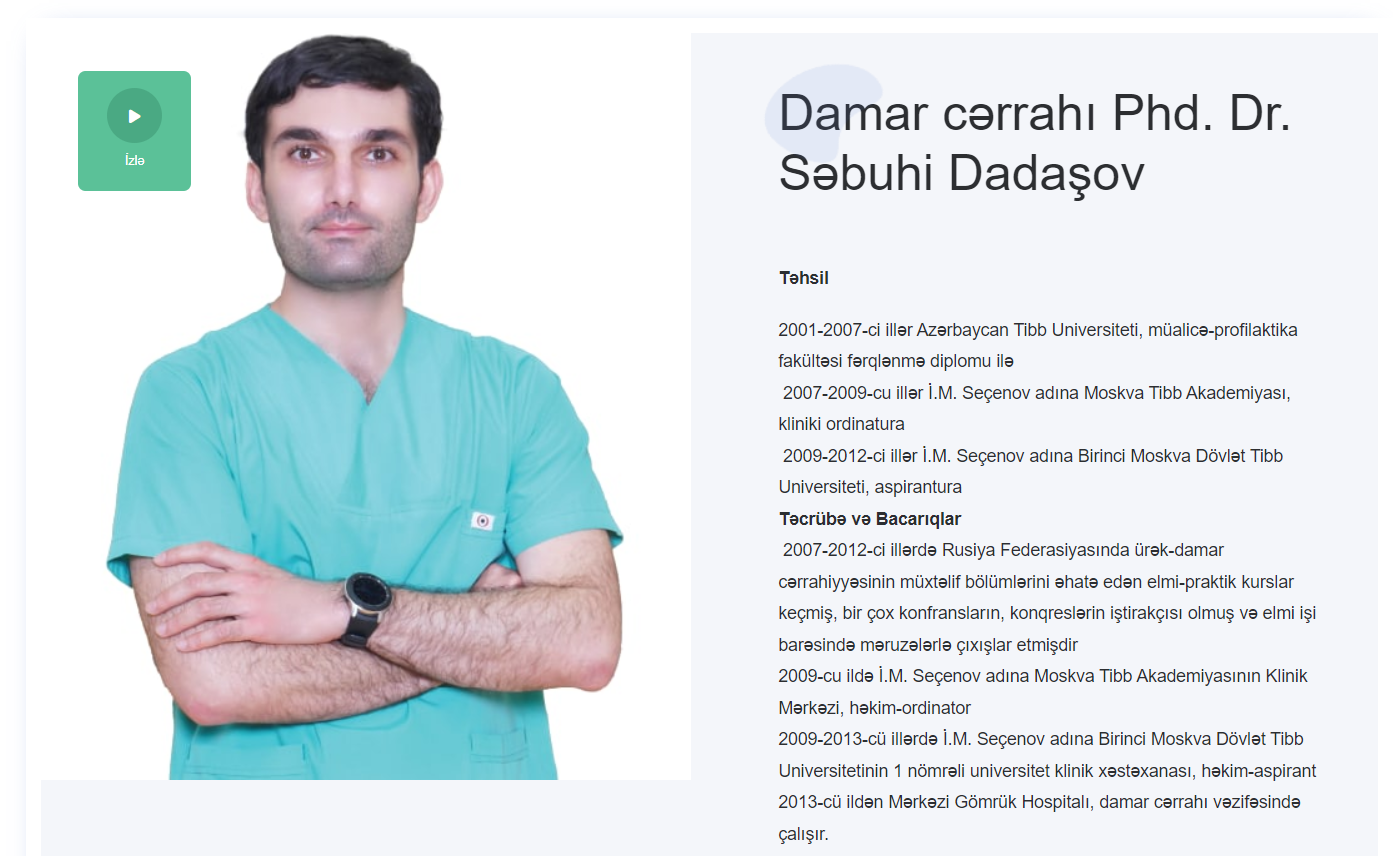 İzlə
Damar cərrahı Phd. Dr.
Səbuhi Dadaşov
Təhsil
2001-2007-ci illər Azərbaycan Tibb Universiteti, müalicə-profilaktika
fakültəsi fərqlənmə diplomu ilə
2007-2009-cu illər İ.M. Seçenov adına Moskva Tibb Akademiyası,
kliniki ordinatura
2009-2012-ci illər İ.M. Seçenov adına Birinci Moskva Dövlət Tibb
Universiteti, aspirantura
Təcrübə və Bacarıqlar
2007-2012-ci illərdə Rusiya Federasiyasında ürək-damar
cərrahiyyəsinin müxtəlif bölümlərini əhatə edən elmi-praktik kurslar
keçmiş, bir çox konfransların, konqreslərin iştirakçısı olmuş və elmi işi
barəsində məruzələrlə çıxışlar etmişdir
2009-cu ildə İ.M. Seçenov adına Moskva Tibb Akademiyasının Klinik
Mərkəzi, həkim-ordinator
2009-2013-cü illərdə İ.M. Seçenov adına Birinci Moskva Dövlət Tibb
Universitetinin 1 nömrəli universitet klinik xəstəxanası, həkim-aspirant
2013-cü ildən Mərkəzi Gömrük Hospitalı, damar cərrahı vəzifəsində
çalışır.